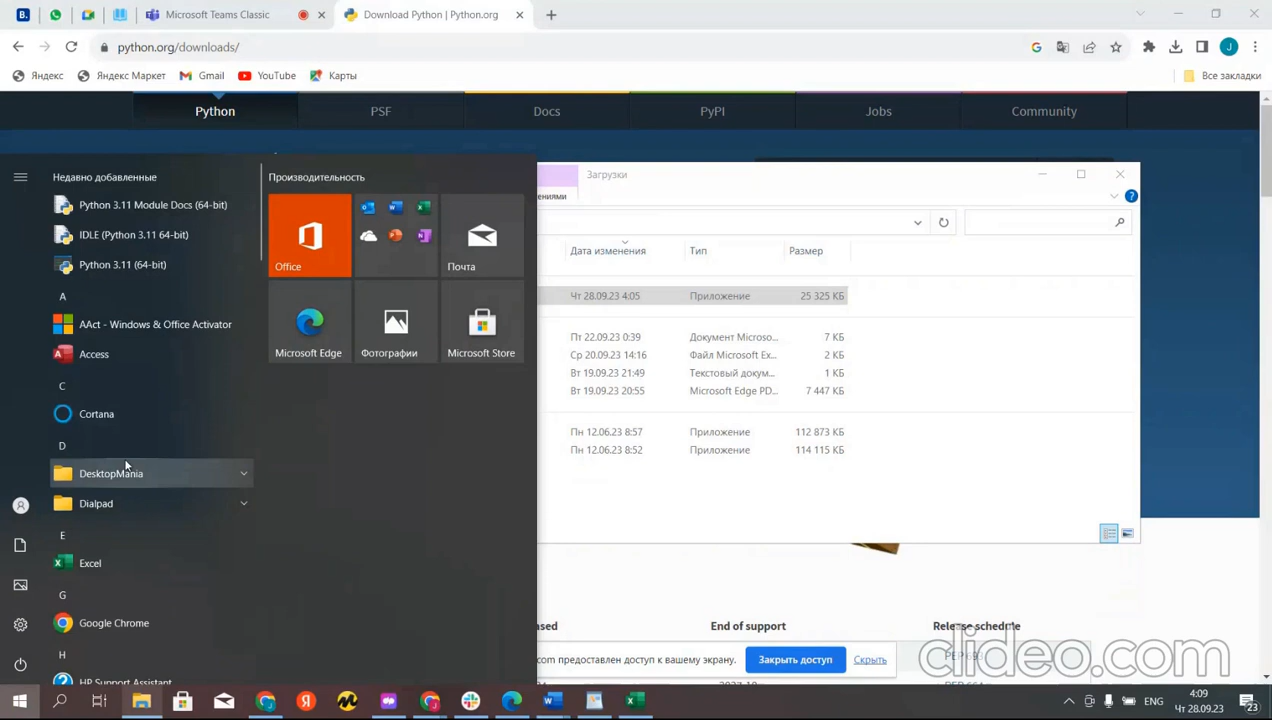 B.
Microsoft Teams Classic
Download Python | Python.org
python.org/downloads/
J
Яндекс
Яндекс Маркет
Gmail
YouTube
Карты
Все закладки
Python
PSF
Docs
PyPI
Jobs
Community
Недавно добавленные
Python 3.11 Module Docs (64-bit)
IDLE (Python 3.11 64-bit)
Python 3.11 (64-bit)
A
AAct - Windows & Office Activator
Access
C
Cortana
D
DesktopMania
Dialpad
E
Excel
G
Google Chrome
H
HP Support Assistant
Производительность
Office
Почта
Microsoft Edge
Фотографии
Microsoft Store
Загрузки
ениями
Дата изменения
Тип
Размер
Чт 28.09.23 4:05
Приложение
25 325 КБ
Пт 22.09.23 0:39
Документ Microso...
7 КБ
Ср 20.09.23 14:16
Файл Microsoft Ex...
2 КБ
Вт 19.09.23 21:49
Текстовый докум...
1 КБ
Вт 19.09.23 20:55
Microsoft Edge PD...
7 447 КБ
Пн 12.06.23 8:57
Приложение
112 873 КБ
Пн 12.06.23 8:52
Приложение
114 115 КБ
ased
End of support
Release schedule
com предоставлен доступ к вашему экрану.
Закрыть доступ
Скрыть
clideo.com
ENG
4:09
Чт 28.09.23
23